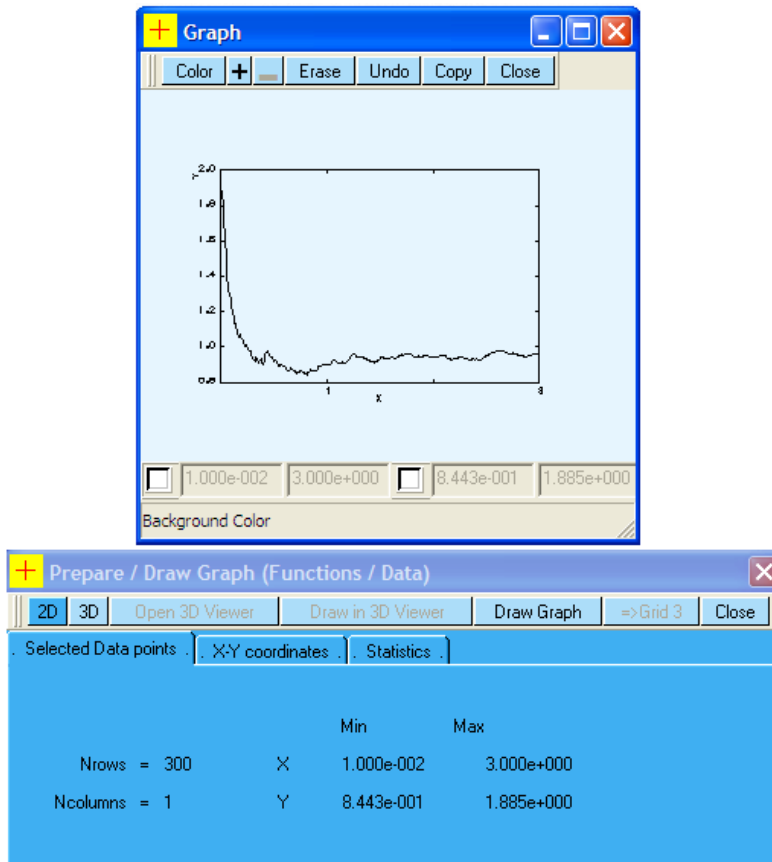 Graph
Color + Erase Undo Copy Close
Y
2.0
1.8
1.6
1.4
1.2
1.0
0.8
1 3
X
1.000e-002 3.000e+000 8.443e-001 1.885e+000
Background Color
Prepare / Draw Graph (Functions / Data)
2D 3D Open 3D Viewer Draw in 3D Viewer Draw Graph =>Grid 3 Close
. Selected Data points . . X-Y coordinates . . Statistics .
Min Max
Nrows = 300 X 1.000e-002 3.000e+000
Ncolumns = 1 Y 8.443e-001 1.885e+000